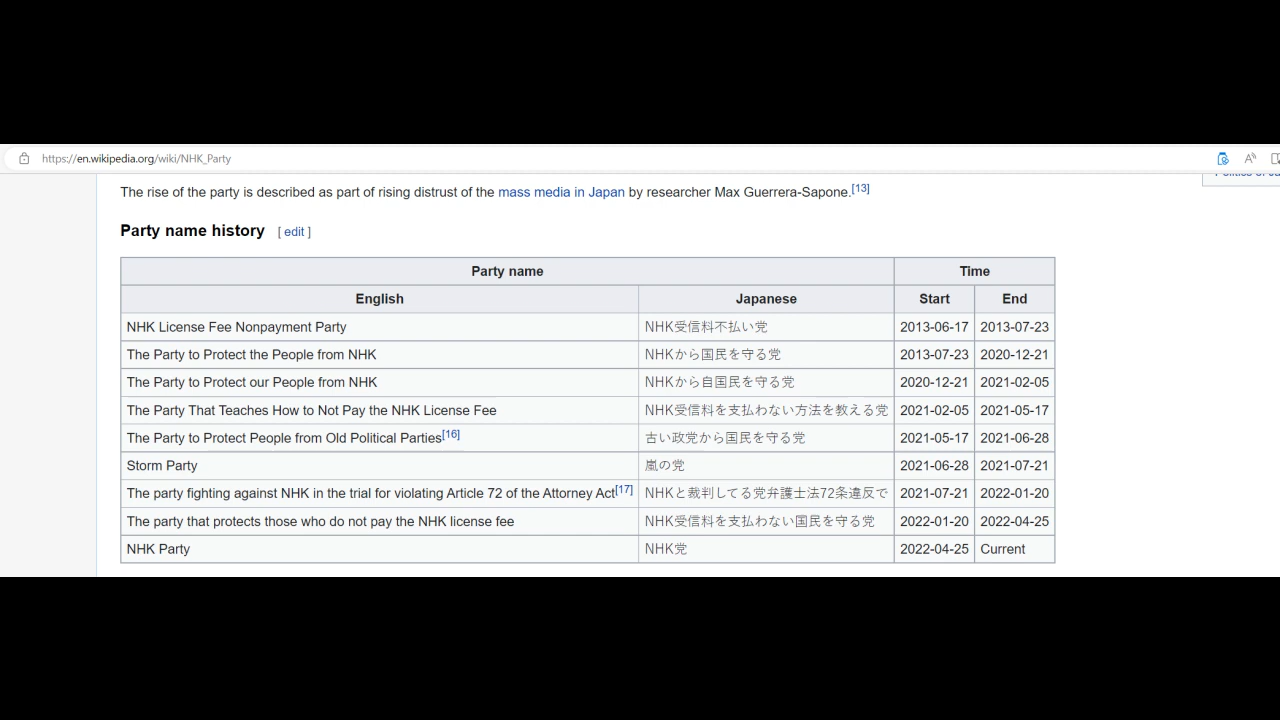 https://en.wikipedia.org/wiki/NHK_Party
The rise of the party is described as part of rising distrust of the mass media in Japan by researcher Max Guerrera-Sapone.[13]
Party name history [ edit ]
Party name Time
English Japanese Start End
NHK License Fee Nonpayment Party NHK受信料不払い党 2013-06-17 2013-07-23
The Party to Protect the People from NHK NHKから国民を守る党 2013-07-23 2020-12-21
The Party to Protect our People from NHK NHKから自国民を守る党 2020-12-21 2021-02-05
The Party That Teaches How to Not Pay the NHK License Fee NHK受信料を支払わない方法を教える党 2021-02-05 2021-05-17
The Party to Protect People from Old Political Parties[16] 古い政党から国民を守る党 2021-05-17 2021-06-28
Storm Party 嵐の党 2021-06-28 2021-07-21
The party fighting against NHK in the trial for violating Article 72 of the Attorney Act[17] NHKと裁判してる党弁護士法72条違反で 2021-07-21 2022-01-20
The party that protects those who do not pay the NHK license fee NHK受信料を支払わない国民を守る党 2022-01-20 2022-04-25
NHK Party NHK党 2022-04-25 Current